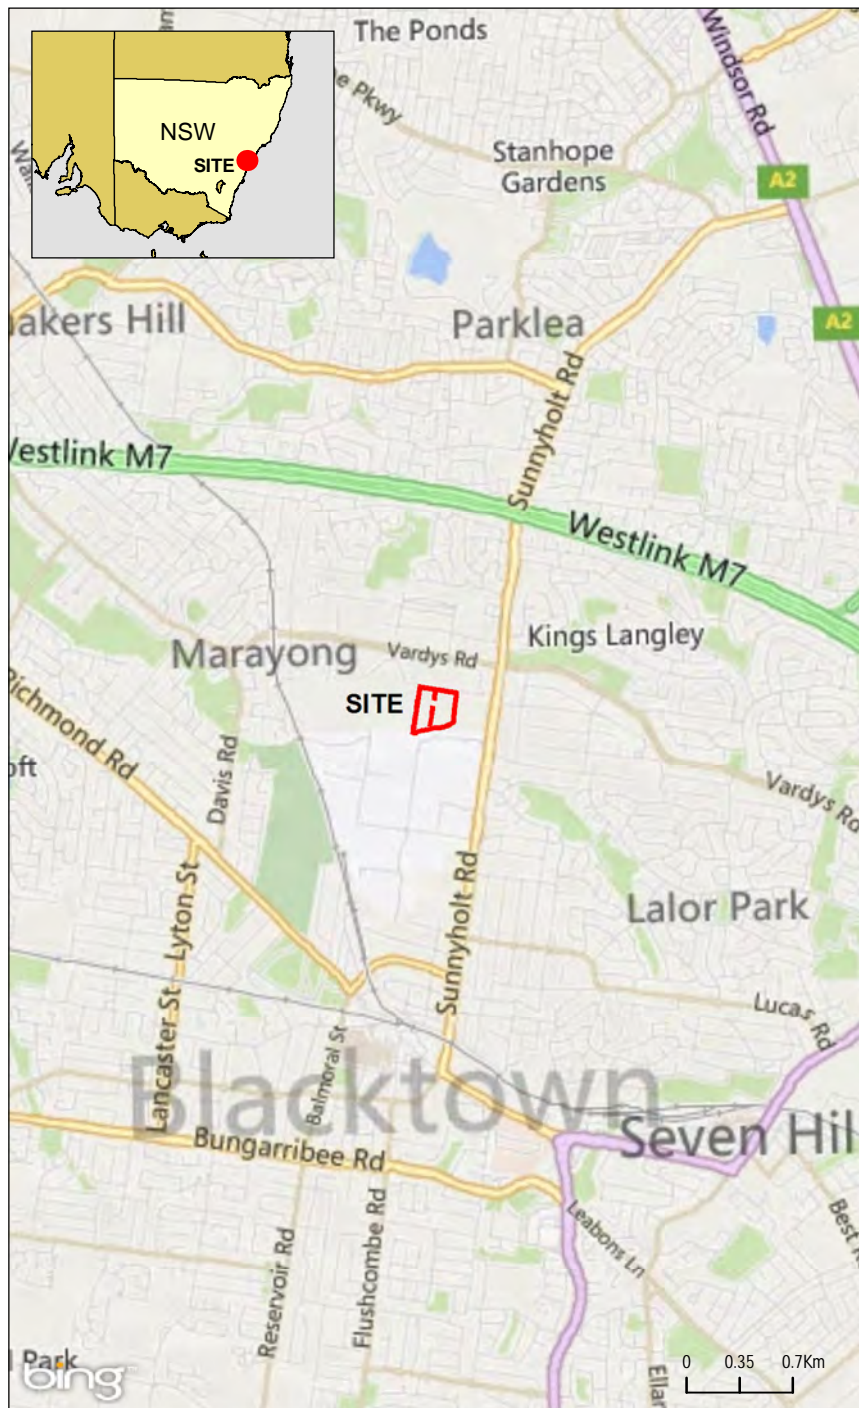 The Ponds
Windsor Rd
NSW
SITE
e Pkwy
Stanhope
Gardens
A2
akers Hill
Parklea
A2
Sunnyholt Rd
Westlink M7
Westlink M7
Kings Langley
Marayong
Vardys Rd
SITE
Richmond Rd
oft
Davis Rd
Vardys Rd
Lyton St
Sunnyholt Rd
Lalor Park
Lancaster St
Lucas Rd
Balmoral St
Blacktown
Seven Hil
Bungarribee Rd
Leabons Ln
Best
Reservoir Rd
Flushcombe Rd
Park
Ellar
bing
0 0.35 0.7Km